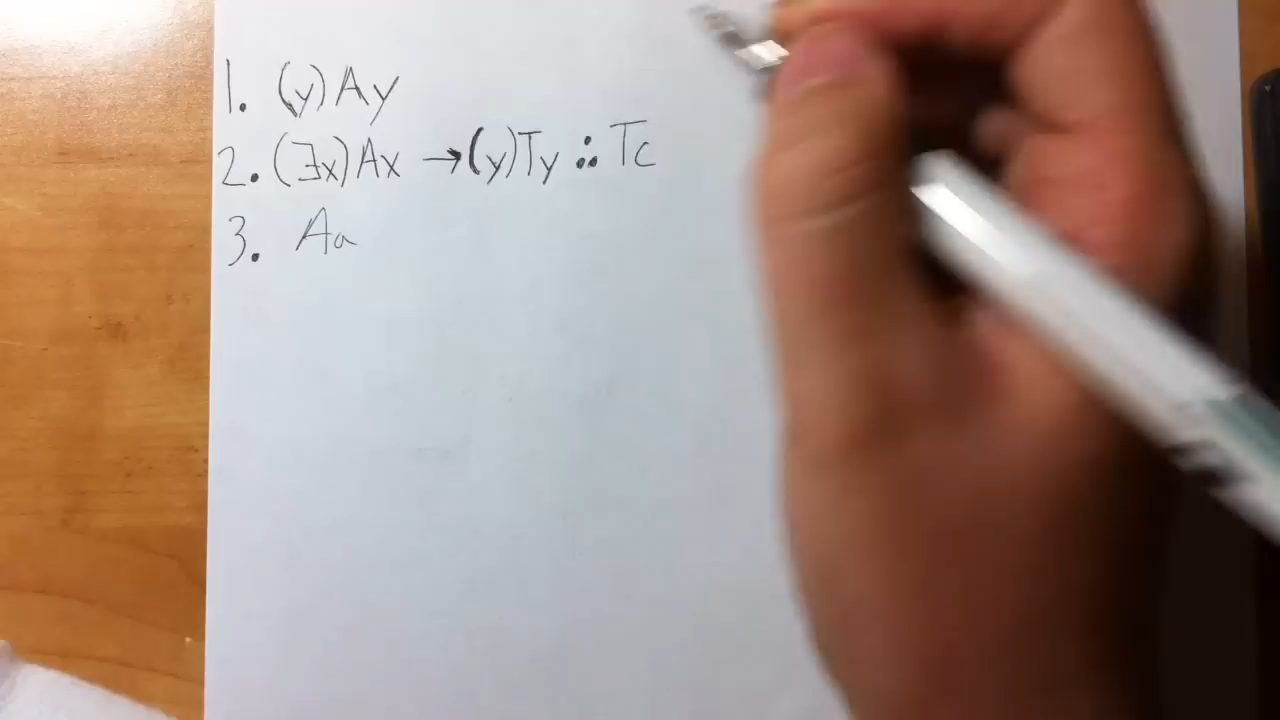 1. (y)Ay
2. (∃x)Ax →(y)Ty ∴ Tc
3. Aa